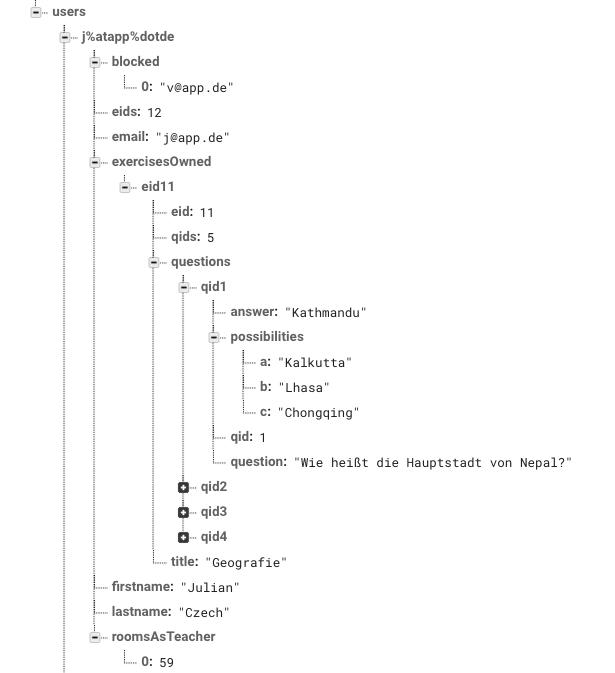 users
j%atapp%dotde
blocked
0: "v@app.de"
eids: 12
email: "j@app.de"
exercisesOwned
eid11
eid: 11
qids: 5
questions
qid1
answer: "Kathmandu"
possibilities
a: "Kalkutta"
b: "Lhasa"
c: "Chongqing"
qid: 1
question: "Wie heißt die Hauptstadt von Nepal?"
qid2
qid3
qid4
title: "Geografie"
firstname: "Julian"
lastname: "Czech"
roomsAsTeacher
0: 59